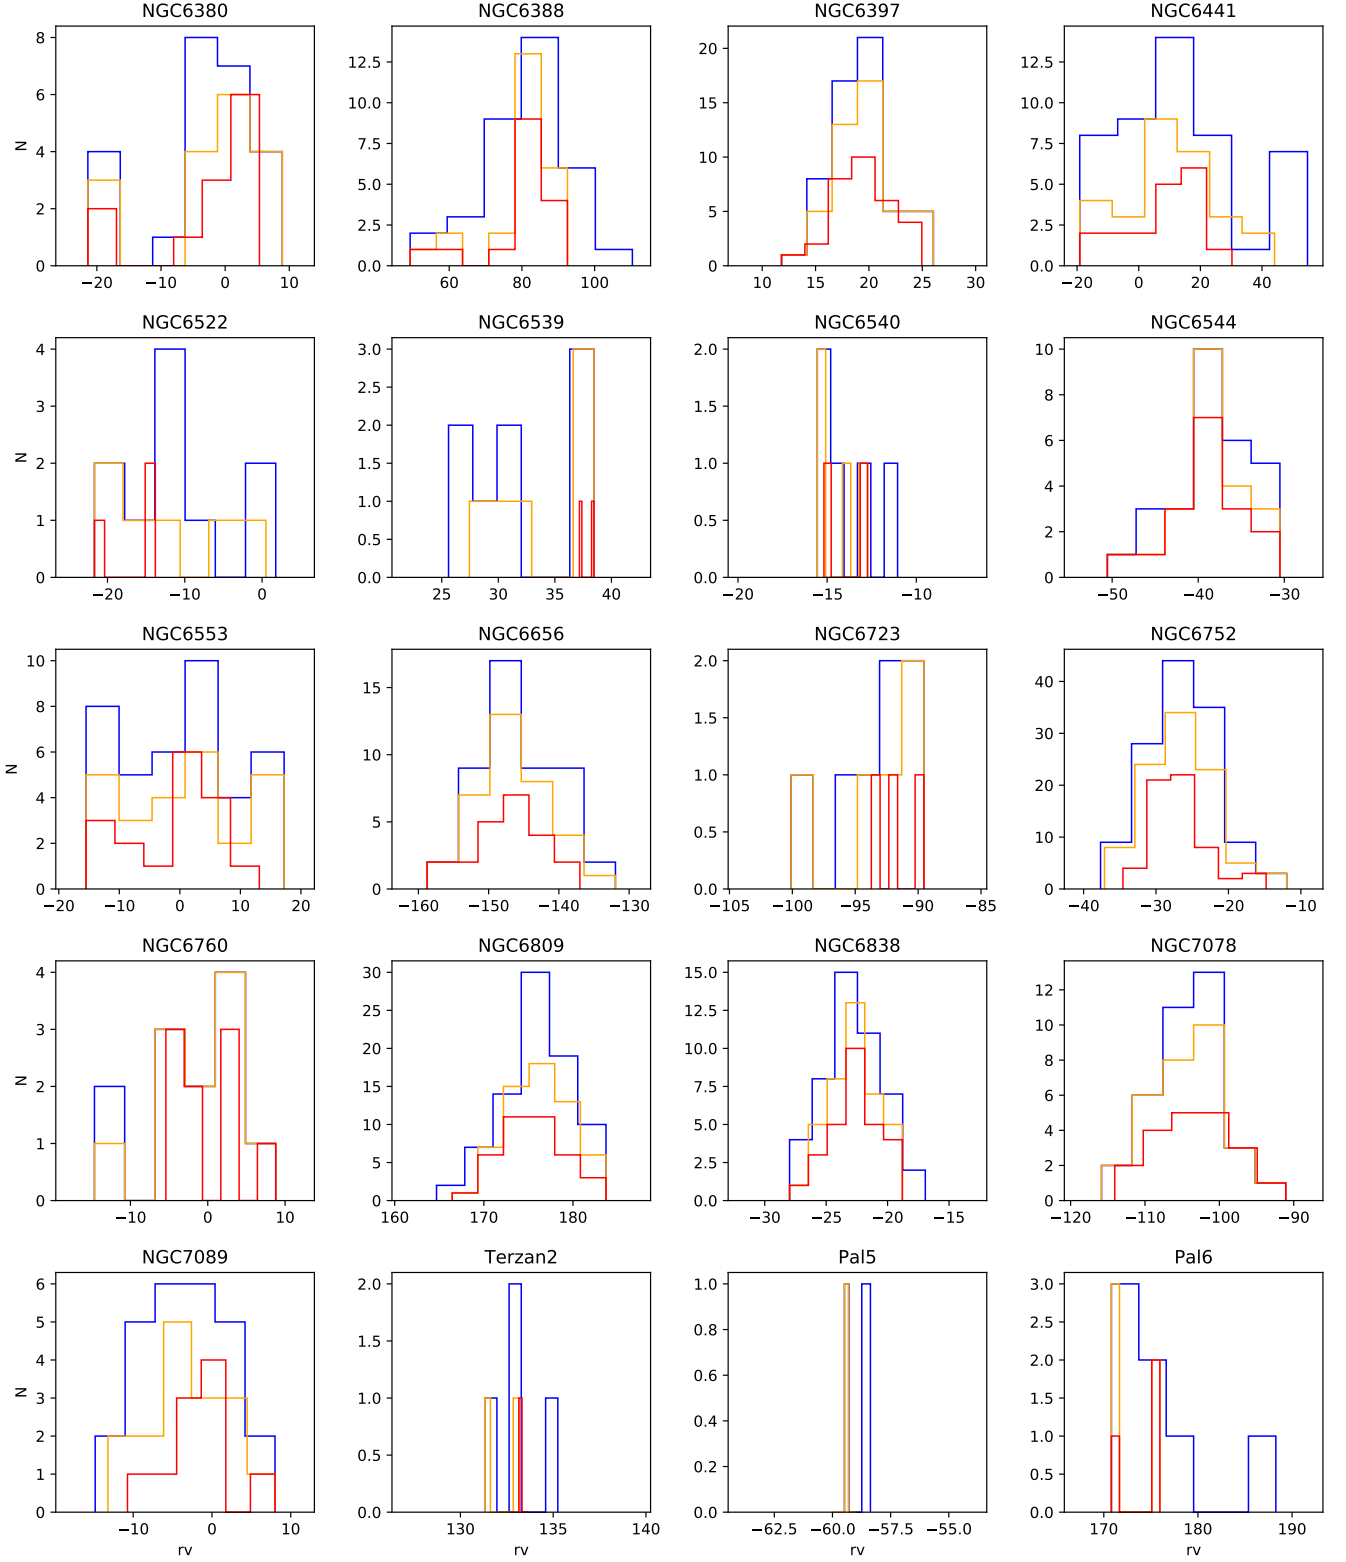 NGC6380 NGC6388 NGC6397 NGC6441
8 6 4 2 0 N −20 −10 0 10
12.5 10.0 7.5 5.0 2.5 0.0 60 80 100
20 15 10 5 0 10 15 20 25 30
12.5 10.0 7.5 5.0 2.5 0.0 −20 0 20 40
NGC6522 NGC6539 NGC6540 NGC6544
4 3 2 1 0 N −20 −10 0
3.0 2.5 2.0 1.5 1.0 0.5 0.0 25 30 35 40
2.0 1.5 1.0 0.5 0.0 −20 −15 −10
10 8 6 4 2 0 −50 −40 −30
NGC6553 NGC6656 NGC6723 NGC6752
10 8 6 4 2 0 N −20 −10 0 10 20
15 10 5 0 −160 −150 −140 −130
2.0 1.5 1.0 0.5 0.0 −105 −100 −95 −90 −85
40 30 20 10 0 −40 −30 −20 −10
NGC6760 NGC6809 NGC6838 NGC7078
4 3 2 1 0 N −10 0 10
30 25 20 15 10 5 0 160 170 180
15.0 12.5 10.0 7.5 5.0 2.5 0.0 −30 −25 −20 −15
12 10 8 6 4 2 0 −120 −110 −100 −90
NGC7089 Terzan2 Pal5 Pal6
6 5 4 3 2 1 0 N −10 0 10 rv
2.0 1.5 1.0 0.5 0.0 130 135 140 rv
1.0 0.8 0.6 0.4 0.2 0.0 −62.5 −60.0 −57.5 −55.0 rv
3.0 2.5 2.0 1.5 1.0 0.5 0.0 170 180 190 rv